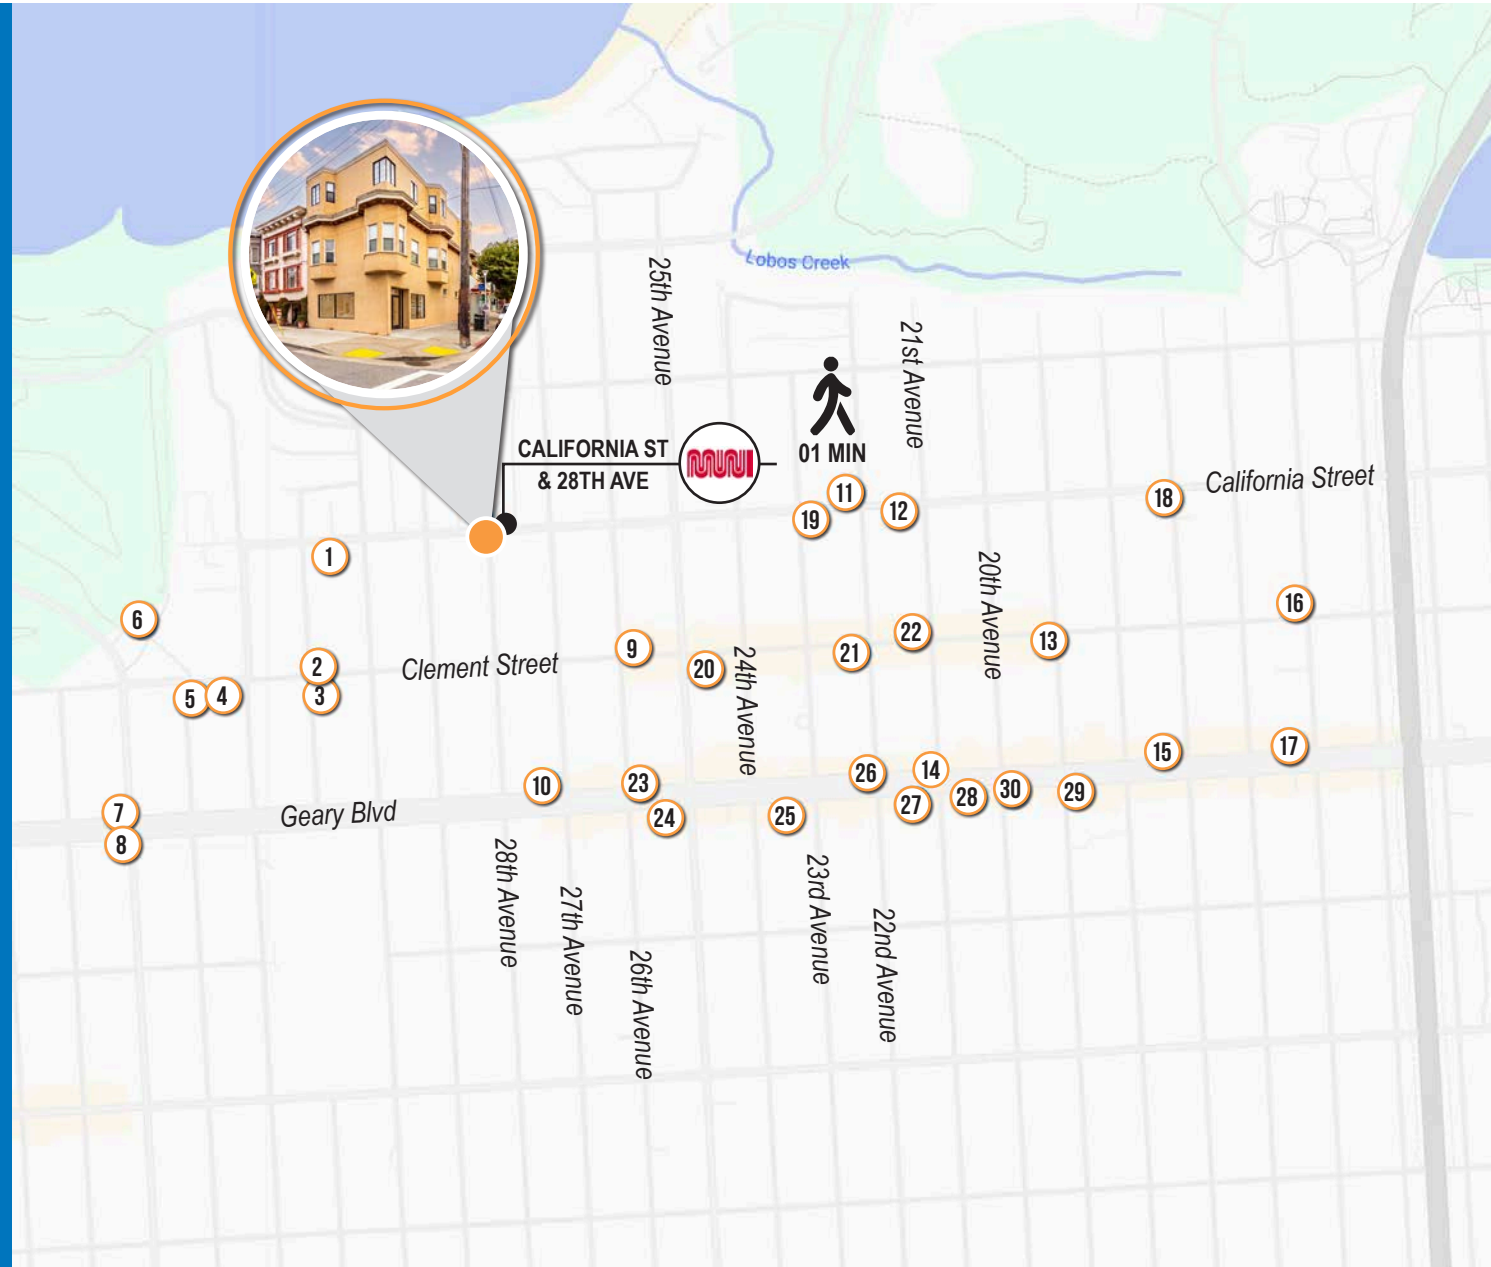 Lobos Creek
25th Avenue
21st Avenue
CALIFORNIA ST
& 28TH AVE
muni
01 MIN
California Street
11
18
12
19
1
20th Avenue
16
6
22
13
9
21
2
Clement Street
20
24th Avenue
5
4
3
17
15
14
26
23
10
30
29
28
27
7
Geary Blvd
25
24
8
28th Avenue
27th Avenue
26th Avenue
23rd Avenue
22nd Avenue